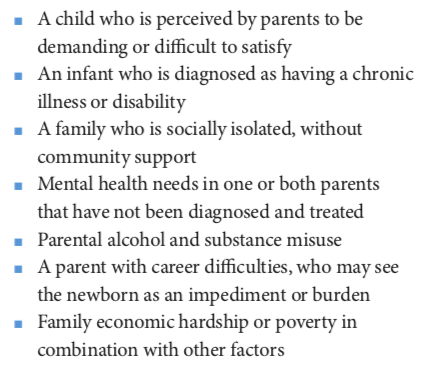 ▪ A child who is perceived by parents to be
demanding or difficult to satisfy
▪ An infant who is diagnosed as having a chronic
illness or disability
▪ A family who is socially isolated, without
community support
▪ Mental health needs in one or both parents
that have not been diagnosed and treated
▪ Parental alcohol and substance misuse
▪ A parent with career difficulties, who may see
the newborn as an impediment or burden
▪ Family economic hardship or poverty in
combination with other factors